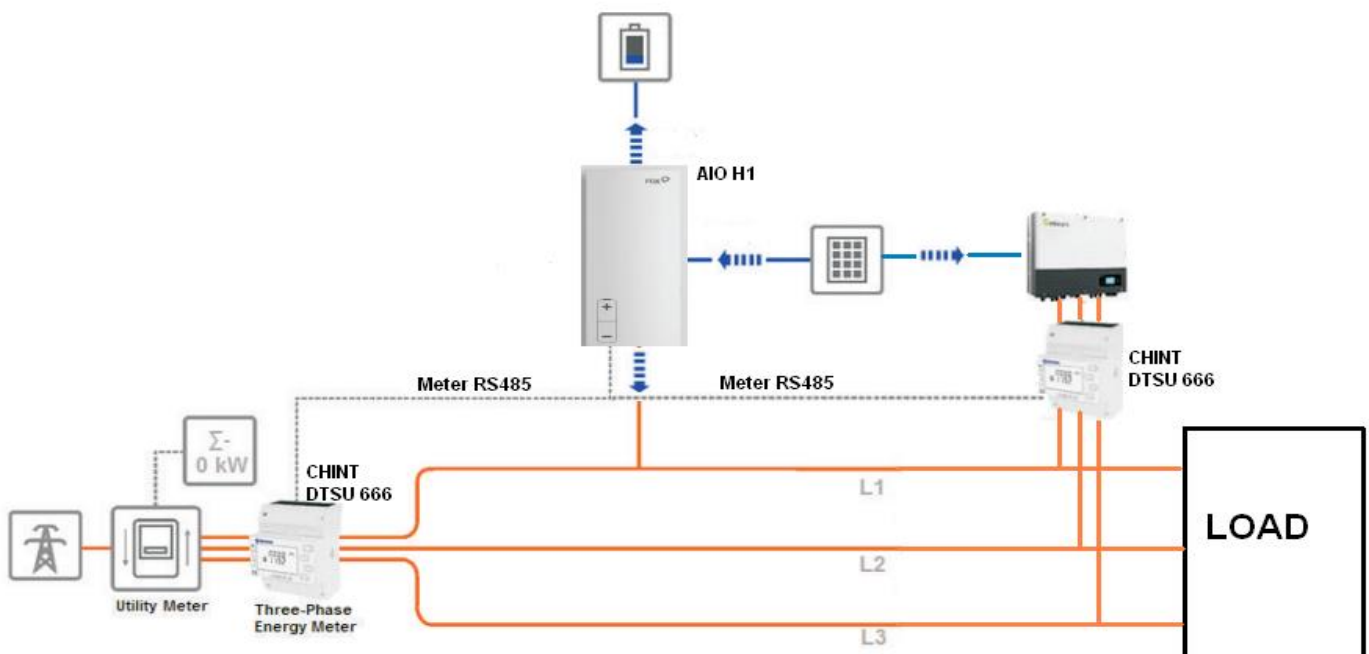 AIO H1
CHINT
DTSU 666
Meter RS485
Meter RS485
Σ-
0 kW
CHINT
DTSU 666
L1
LOAD
L2
Utility Meter
Three-Phase
Energy Meter
L3